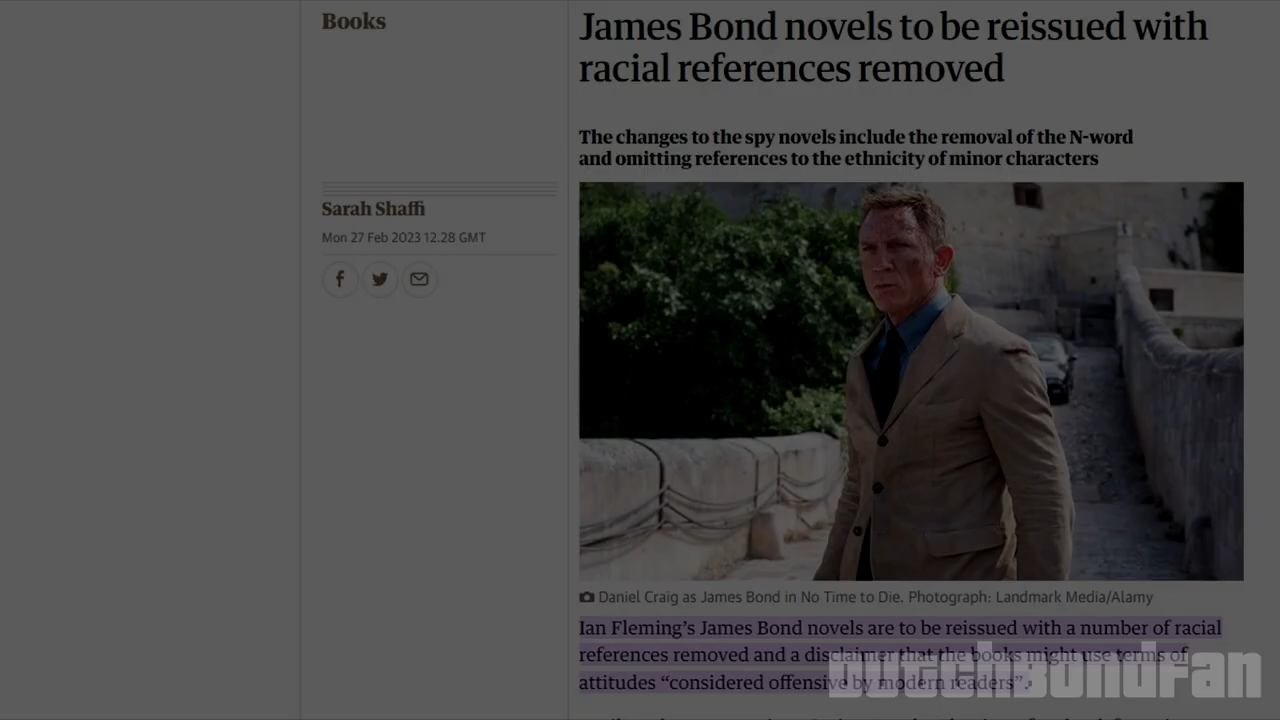 Books
James Bond novels to be reissued with
racial references removed
The changes to the spy novels include the removal of the N-word
and omitting references to the ethnicity of minor characters
Sarah Shaffi
Mon 27 Feb 2023 12.28 GMT
Daniel Craig as James Bond in No Time to Die. Photograph: Landmark Media/Alamy
Ian Fleming’s James Bond novels are to be reissued with a number of racial
references removed and a disclaimer that the books might use terms of
attitudes “considered offensive by modern readers”.
DUTCHBONDFAN